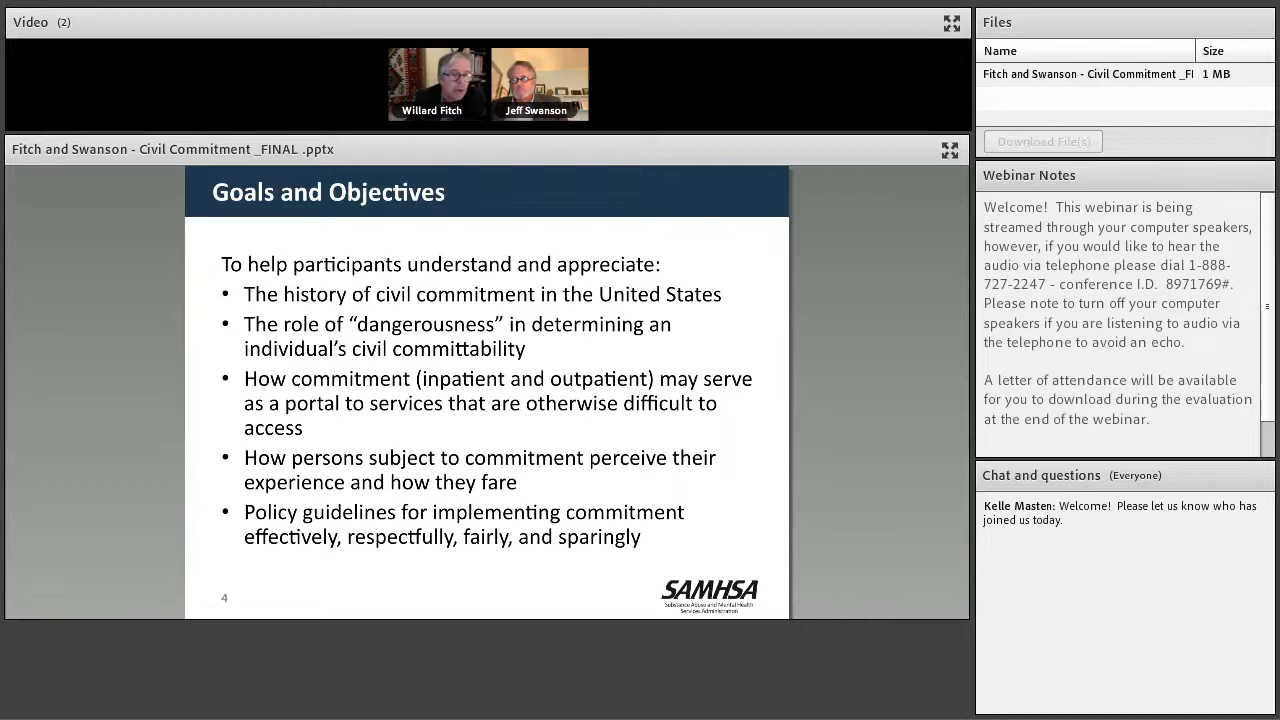 Video (2)
Willard Fitch
Jeff Swanson
Fitch and Swanson - Civil Commitment _FINAL .pptx
Goals and Objectives
To help participants understand and appreciate:
• The history of civil commitment in the United States
• The role of “dangerousness” in determining an
individual’s civil committability
• How commitment (inpatient and outpatient) may serve
as a portal to services that are otherwise difficult to
access
• How persons subject to commitment perceive their
experience and how they fare
• Policy guidelines for implementing commitment
effectively, respectfully, fairly, and sparingly
4
SAMHSA
Substance Abuse and Mental Health
Services Administration
Files
Name Size
Fitch and Swanson - Civil Commitment _FI 1 MB
Download File(s)
Webinar Notes
Welcome!  This webinar is being
streamed through your computer speakers,
however, if you would like to hear the
audio via telephone please dial 1-888-
727-2247 - conference I.D.  8971769#.
Please note to turn off your computer
speakers if you are listening to audio via
the telephone to avoid an echo.
A letter of attendance will be available
for you to download during the evaluation
at the end of the webinar.
Chat and questions (Everyone)
Kelle Masten: Welcome!  Please let us know who has
joined us today.